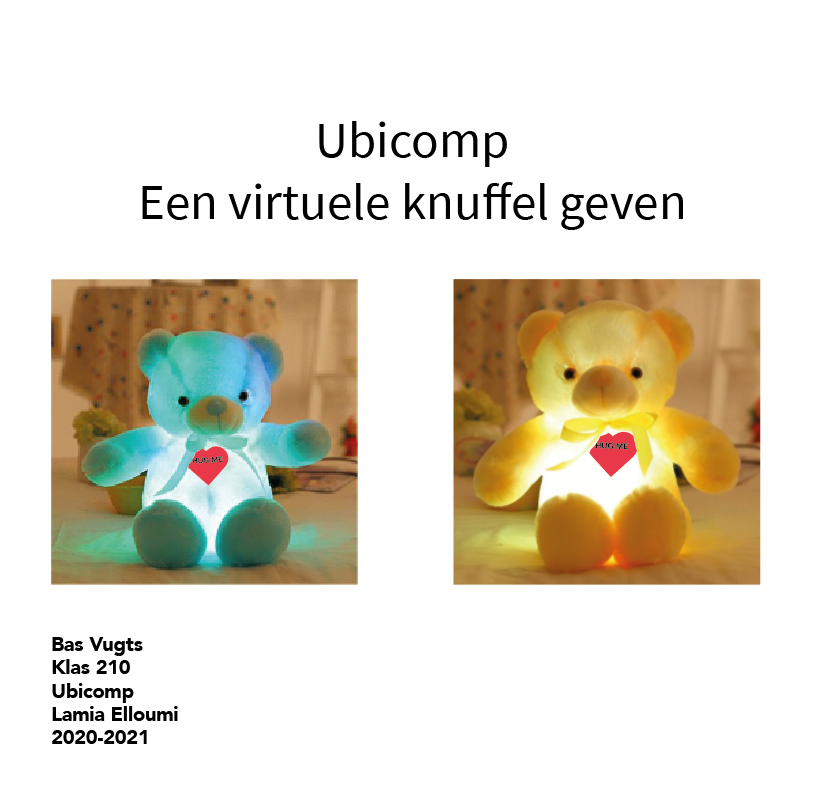 Ubicomp
Een virtuele knuffel geven
HUG ME
HUG ME
Bas Vugts
Klas 210
Ubicomp
Lamia Elloumi
2020-2021